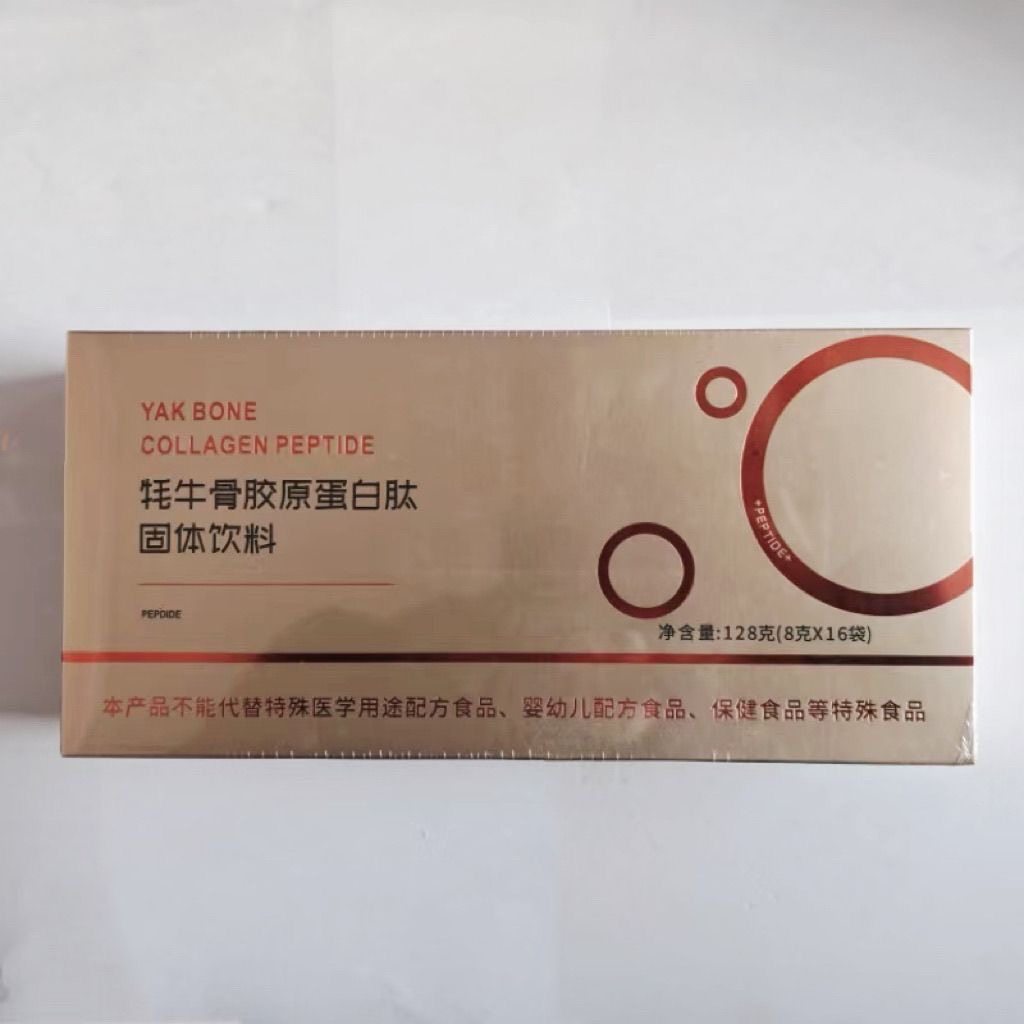 YAK BONE
COLLAGEN PEPTIDE
牦牛骨胶原蛋白肽
固体饮料
PEPDIDE
+PEPTIDE+
净含量:128克(8克X16袋)
本产品不能代替特殊医学用途配方食品、婴幼儿配方食品、保健食品等特殊食品